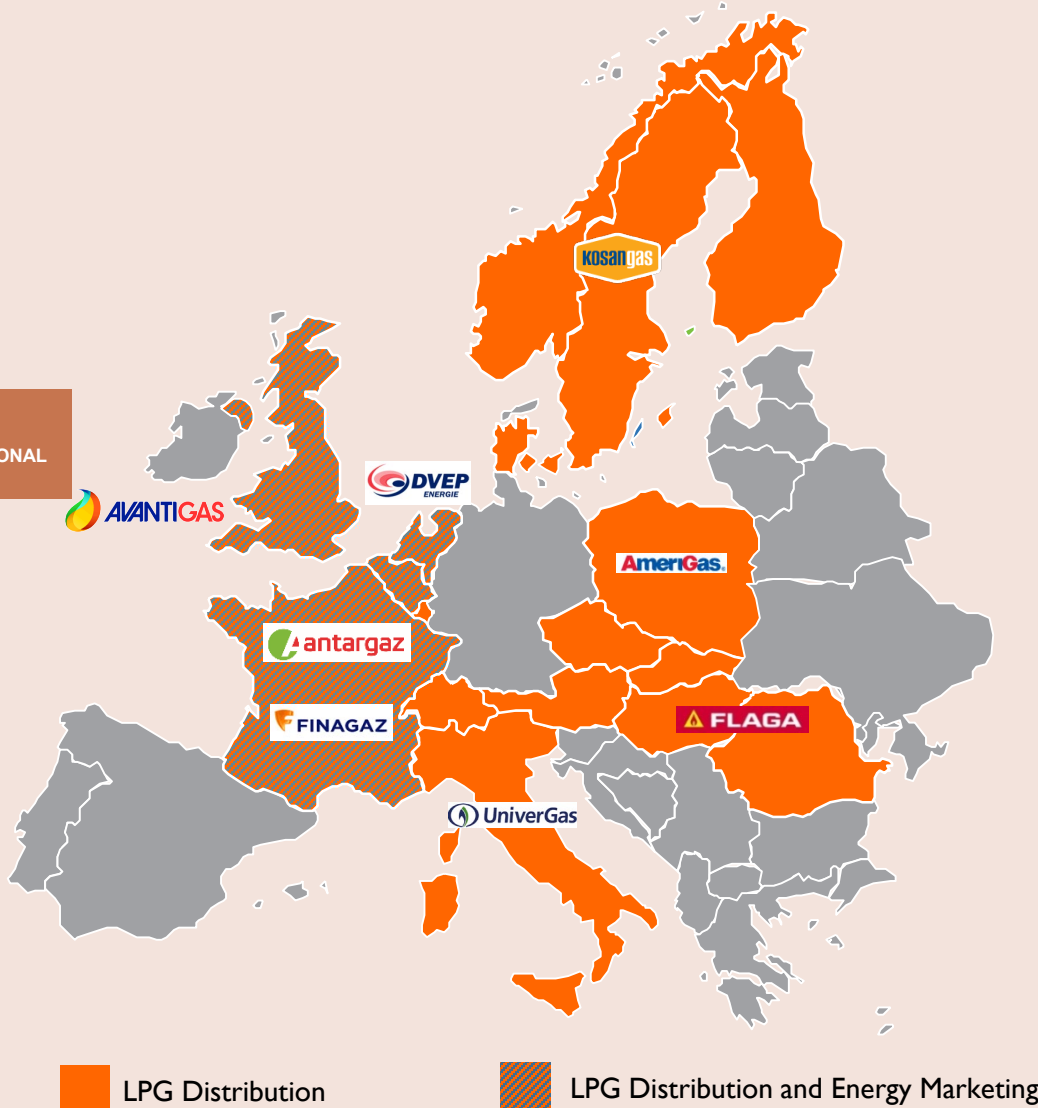 kosangas
ONAL
DVEP
ENERGIE
AVANTIGAS
AmeriGas.
antargaz
FINAGAZ
FLAGA
UniverGas
LPG Distribution
LPG Distribution and Energy Marketing